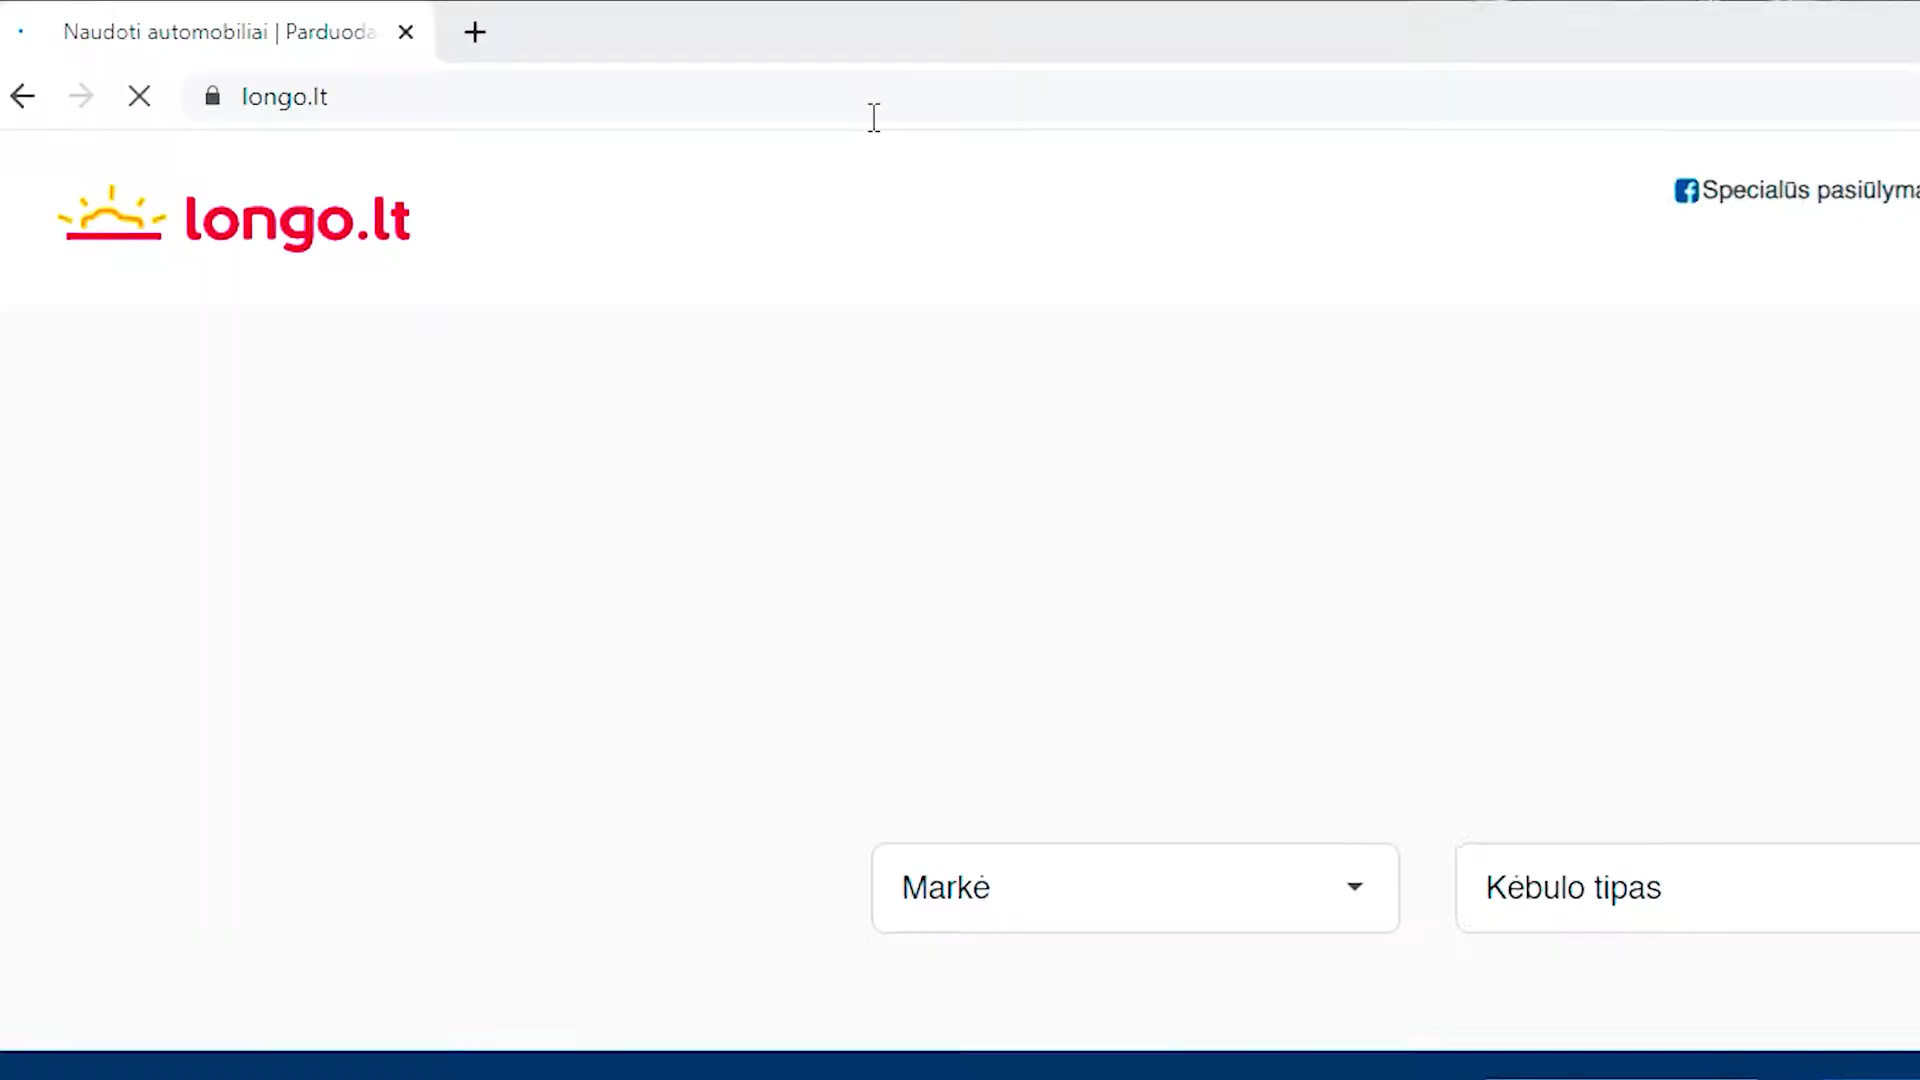 Naudoti automobiliai | Parduoda
longo.lt
longo.lt
Specialūs pasiūlyma
Markė
Kėbulo tipas